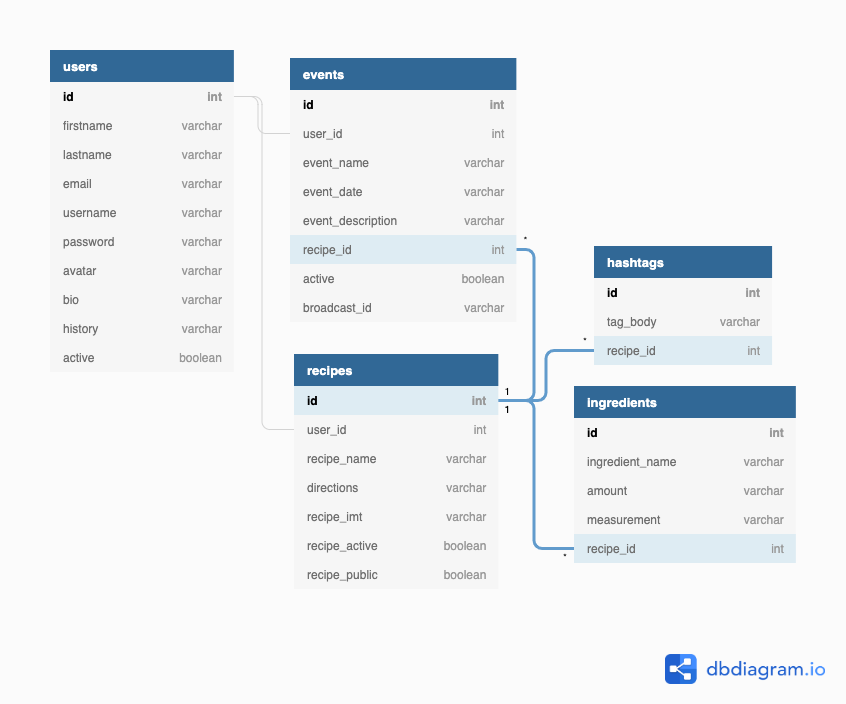 users
id int
firstname varchar
lastname varchar
email varchar
username varchar
password varchar
avatar varchar
bio varchar
history varchar
active boolean
events
id int
user_id int
event_name varchar
event_date varchar
event_description varchar
recipe_id int
active boolean
broadcast_id varchar
*
recipes
id int
user_id int
recipe_name varchar
directions varchar
recipe_imt varchar
recipe_active boolean
recipe_public boolean
1
1
hashtags
id int
tag_body varchar
recipe_id int
*
ingredients
id int
ingredient_name varchar
amount varchar
measurement varchar
recipe_id int
*
dbdiagram.io